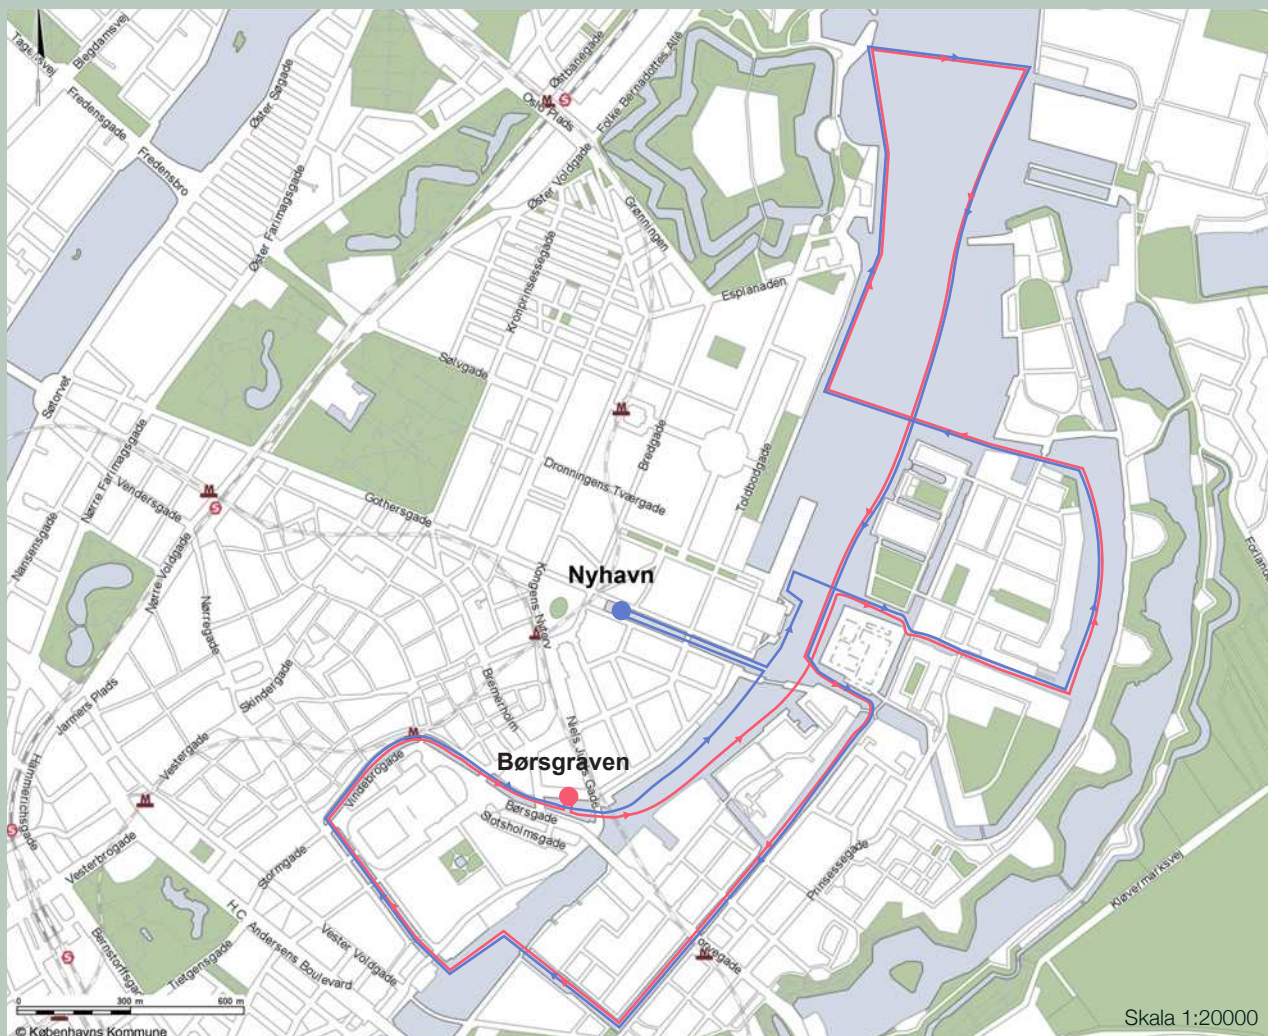 Tagensvej
Blegdamsvej
Fredensgade
Fredensbro
Øster Søgade
Øster Farimagsgade
Østbanegade
Folke Bernadottes Allé
Oslo Plads
S
Øster Voldgade
Grønningen
Esplanaden
Kronprinsessegade
Sølvgade
Søtorvet
Nørre Farimagsgade
Vendersgade
M
S
Nansensgade
Nørre Voldgade
Gothersgade
M
Bredgade
Dronningens Tværgade
Toldbodgade
Forlandet
Nyhavn
Kongens Nytorv
M
Nørregade
Skindergade
Bremerholm
Jarmers Plads
Vestergade
M
Vindebrogade
Niels Juels Gade
Børsgraven
Børsgade
Slotsholmsgade
Hammerichsgade
S
M
Vesterbrogade
Stormgade
Prinsessegade
Kløvermarksvej
H.C. Andersens Boulevard
Vester Voldgade
Tietgensgade
Bernstorffsgade
S
Torvegade
M
0 300 m 600 m
© Københavns Kommune
Skala 1:20000